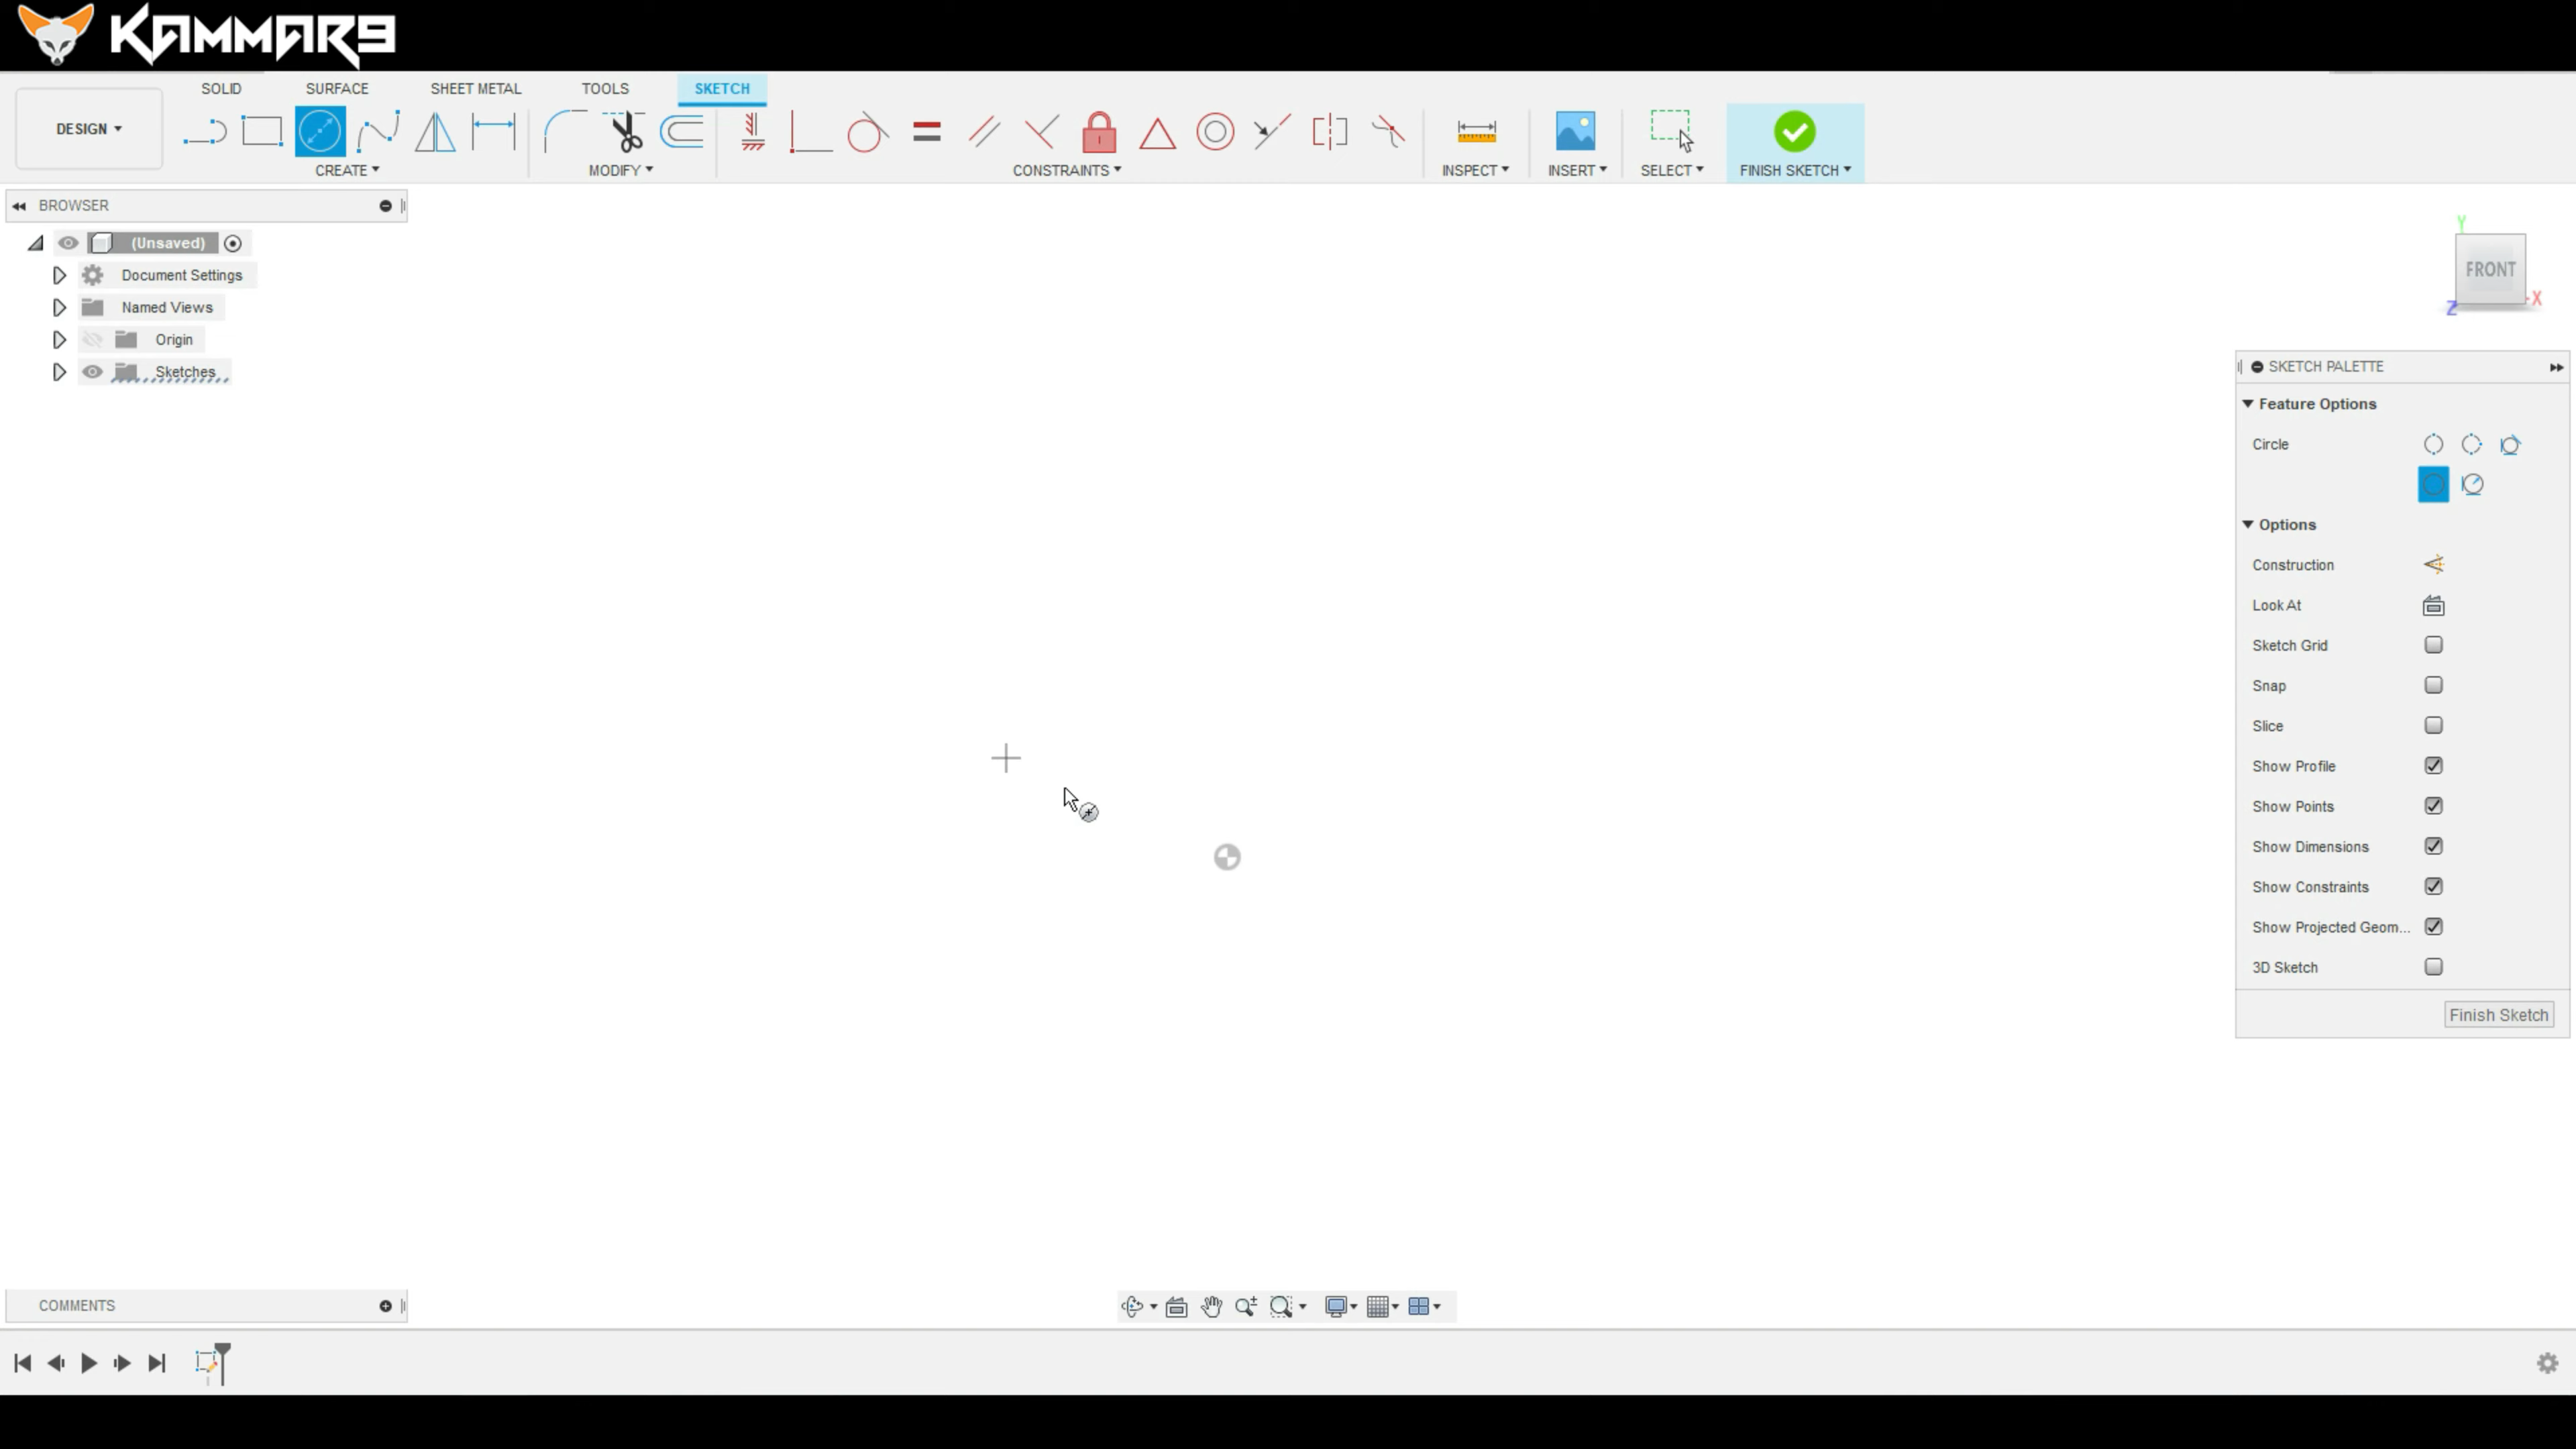 KAMMAR9
SOLID SURFACE SHEET METAL TOOLS SKETCH
DESIGN
CREATE MODIFY CONSTRAINTS INSPECT INSERT SELECT FINISH SKETCH
BROWSER
(Unsaved)
Document Settings
Named Views
Origin
Sketches
Y
FRONT
X
Z
SKETCH PALETTE
Feature Options
Circle
Options
Construction
Look At
Sketch Grid
Snap
Slice
Show Profile
Show Points
Show Dimensions
Show Constraints
Show Projected Geom...
3D Sketch
Finish Sketch
COMMENTS